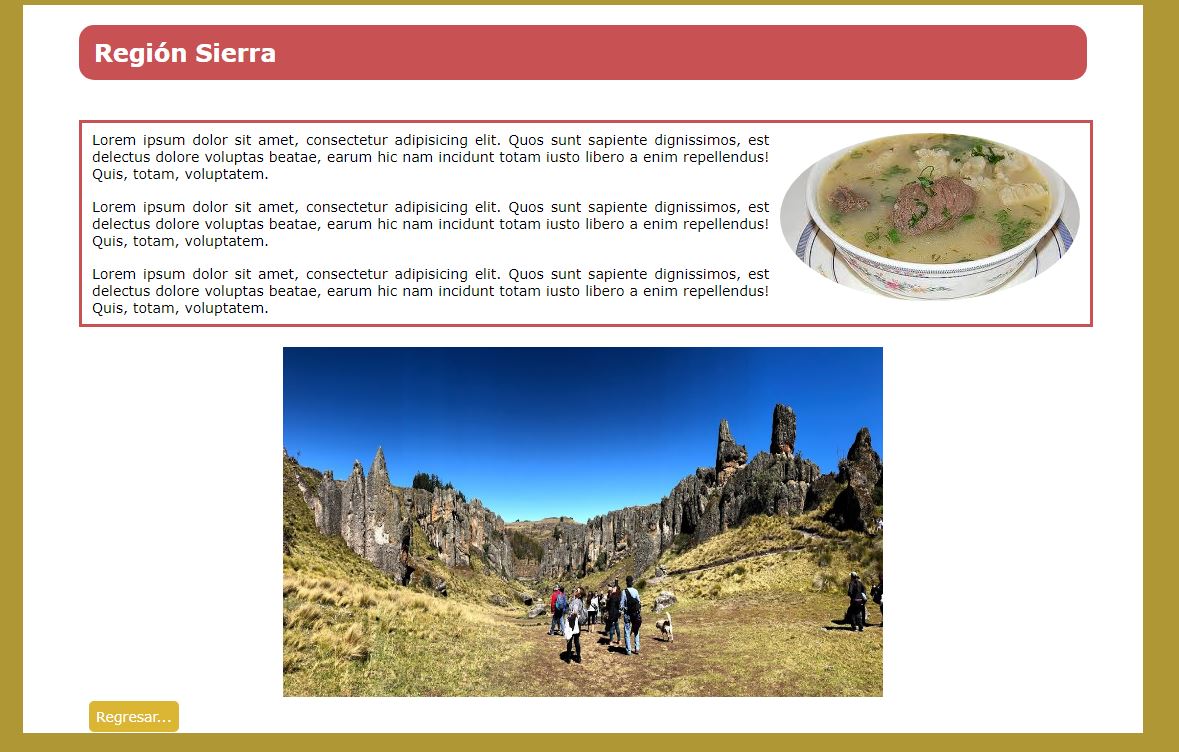 Región Sierra
Lorem ipsum dolor sit amet, consectetur adipisicing elit. Quos sunt sapiente dignissimos, est
delectus dolore voluptas beatae, earum hic nam incidunt totam iusto libero a enim repellendus!
Quis, totam, voluptatem.
Lorem ipsum dolor sit amet, consectetur adipisicing elit. Quos sunt sapiente dignissimos, est
delectus dolore voluptas beatae, earum hic nam incidunt totam iusto libero a enim repellendus!
Quis, totam, voluptatem.
Lorem ipsum dolor sit amet, consectetur adipisicing elit. Quos sunt sapiente dignissimos, est
delectus dolore voluptas beatae, earum hic nam incidunt totam iusto libero a enim repellendus!
Quis, totam, voluptatem.
Regresar...